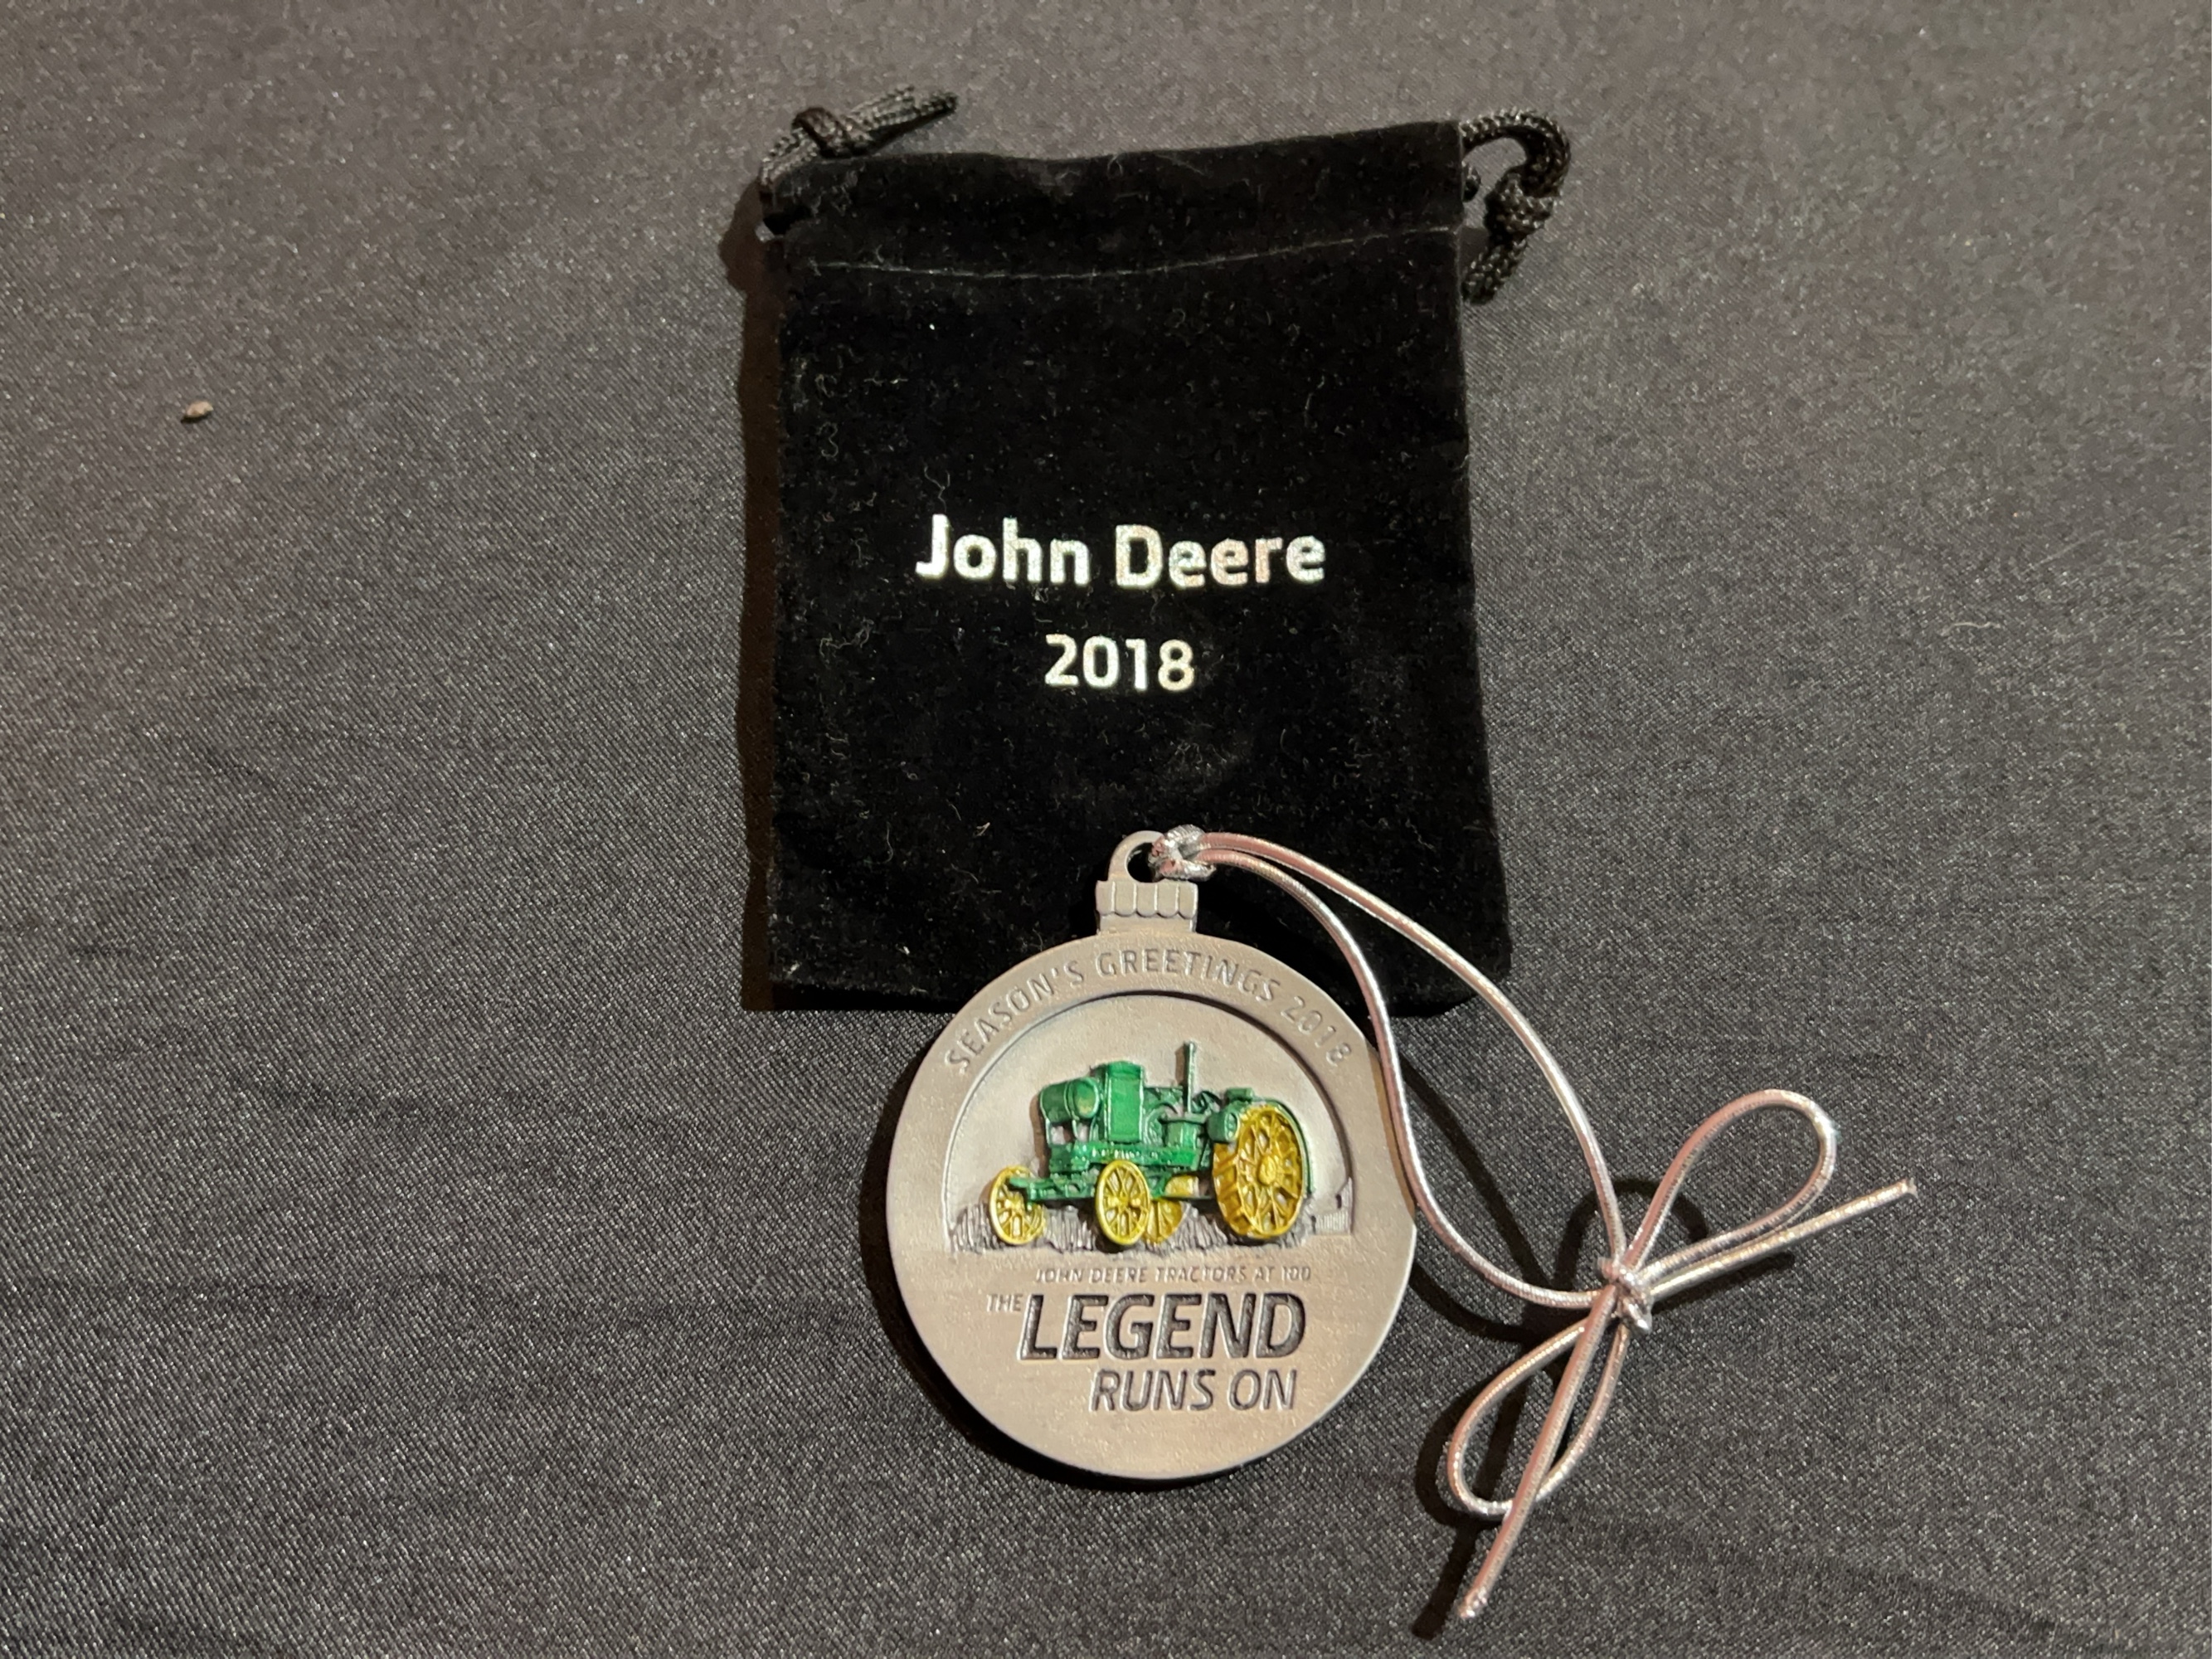 John Deere
2018
SEASON'S GREETINGS 2018
JOHN DEERE TRACTORS AT 100
THE LEGEND
RUNS ON